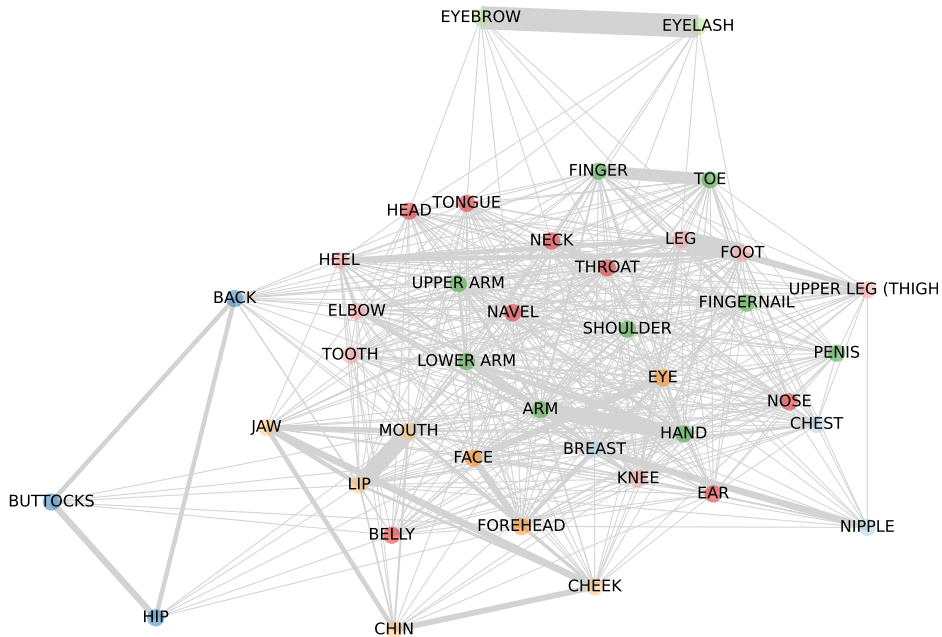 EYEBROW
EYELASH
FINGER
TOE
TONGUE
HEAD
NECK
LEG
FOOT
HEEL
THROAT
UPPER ARM
UPPER LEG (THIGH
BACK
FINGERNAIL
ELBOW
NAVEL
SHOULDER
TOOTH
LOWER ARM
PENIS
EYE
NOSE
ARM
CHEST
JAW
MOUTH
HAND
BREAST
FACE
KNEE
LIP
EAR
BUTTOCKS
FOREHEAD
NIPPLE
BELLY
CHEEK
HIP
CHIN